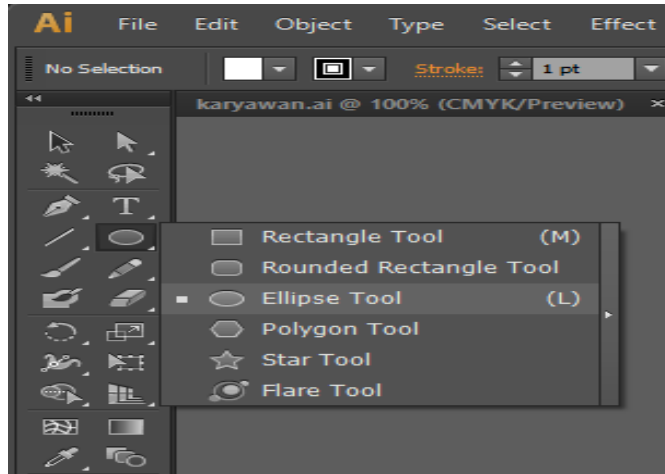 Ai File Edit Object Type Select Effect
No Selection Stroke: 1 pt
karyawan.ai @ 100% (CMYK/Preview) ×
T
Rectangle Tool (M)
Rounded Rectangle Tool
Ellipse Tool (L)
Polygon Tool
Star Tool
Flare Tool